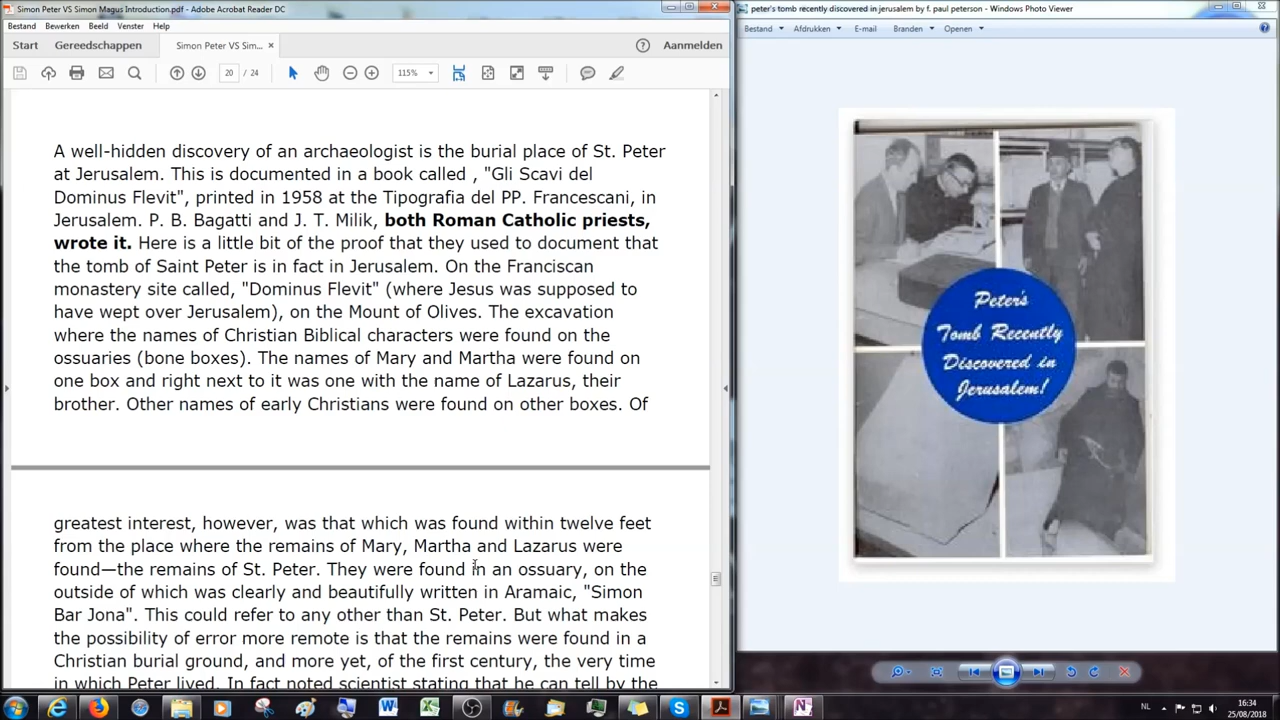 Simon Peter VS Simon Magus Introduction.pdf - Adobe Acrobat Reader DC
Bestand Bewerken Beeld Venster Help
Start Gereedschappen Simon Peter VS Sim... × Aanmelden
20 / 24 115%
A well-hidden discovery of an archaeologist is the burial place of St. Peter
at Jerusalem. This is documented in a book called , "Gli Scavi del
Dominus Flevit", printed in 1958 at the Tipografia del PP. Francescani, in
Jerusalem. P. B. Bagatti and J. T. Milik, both Roman Catholic priests,
wrote it. Here is a little bit of the proof that they used to document that
the tomb of Saint Peter is in fact in Jerusalem. On the Franciscan
monastery site called, "Dominus Flevit" (where Jesus was supposed to
have wept over Jerusalem), on the Mount of Olives. The excavation
where the names of Christian Biblical characters were found on the
ossuaries (bone boxes). The names of Mary and Martha were found on
one box and right next to it was one with the name of Lazarus, their
brother. Other names of early Christians were found on other boxes. Of
greatest interest, however, was that which was found within twelve feet
from the place where the remains of Mary, Martha and Lazarus were
found—the remains of St. Peter. They were found in an ossuary, on the
outside of which was clearly and beautifully written in Aramaic, "Simon
Bar Jona". This could refer to any other than St. Peter. But what makes
the possibility of error more remote is that the remains were found in a
Christian burial ground, and more yet, of the first century, the very time
in which Peter lived. In fact, a scientist stating that he can tell by the
peter's tomb recently discovered in jerusalem by f. paul peterson - Windows Photo Viewer
Bestand Afdrukken E-mail Branden Openen
Peter's
Tomb Recently
Discovered in
Jerusalem!
NL 16:34
25/08/2018